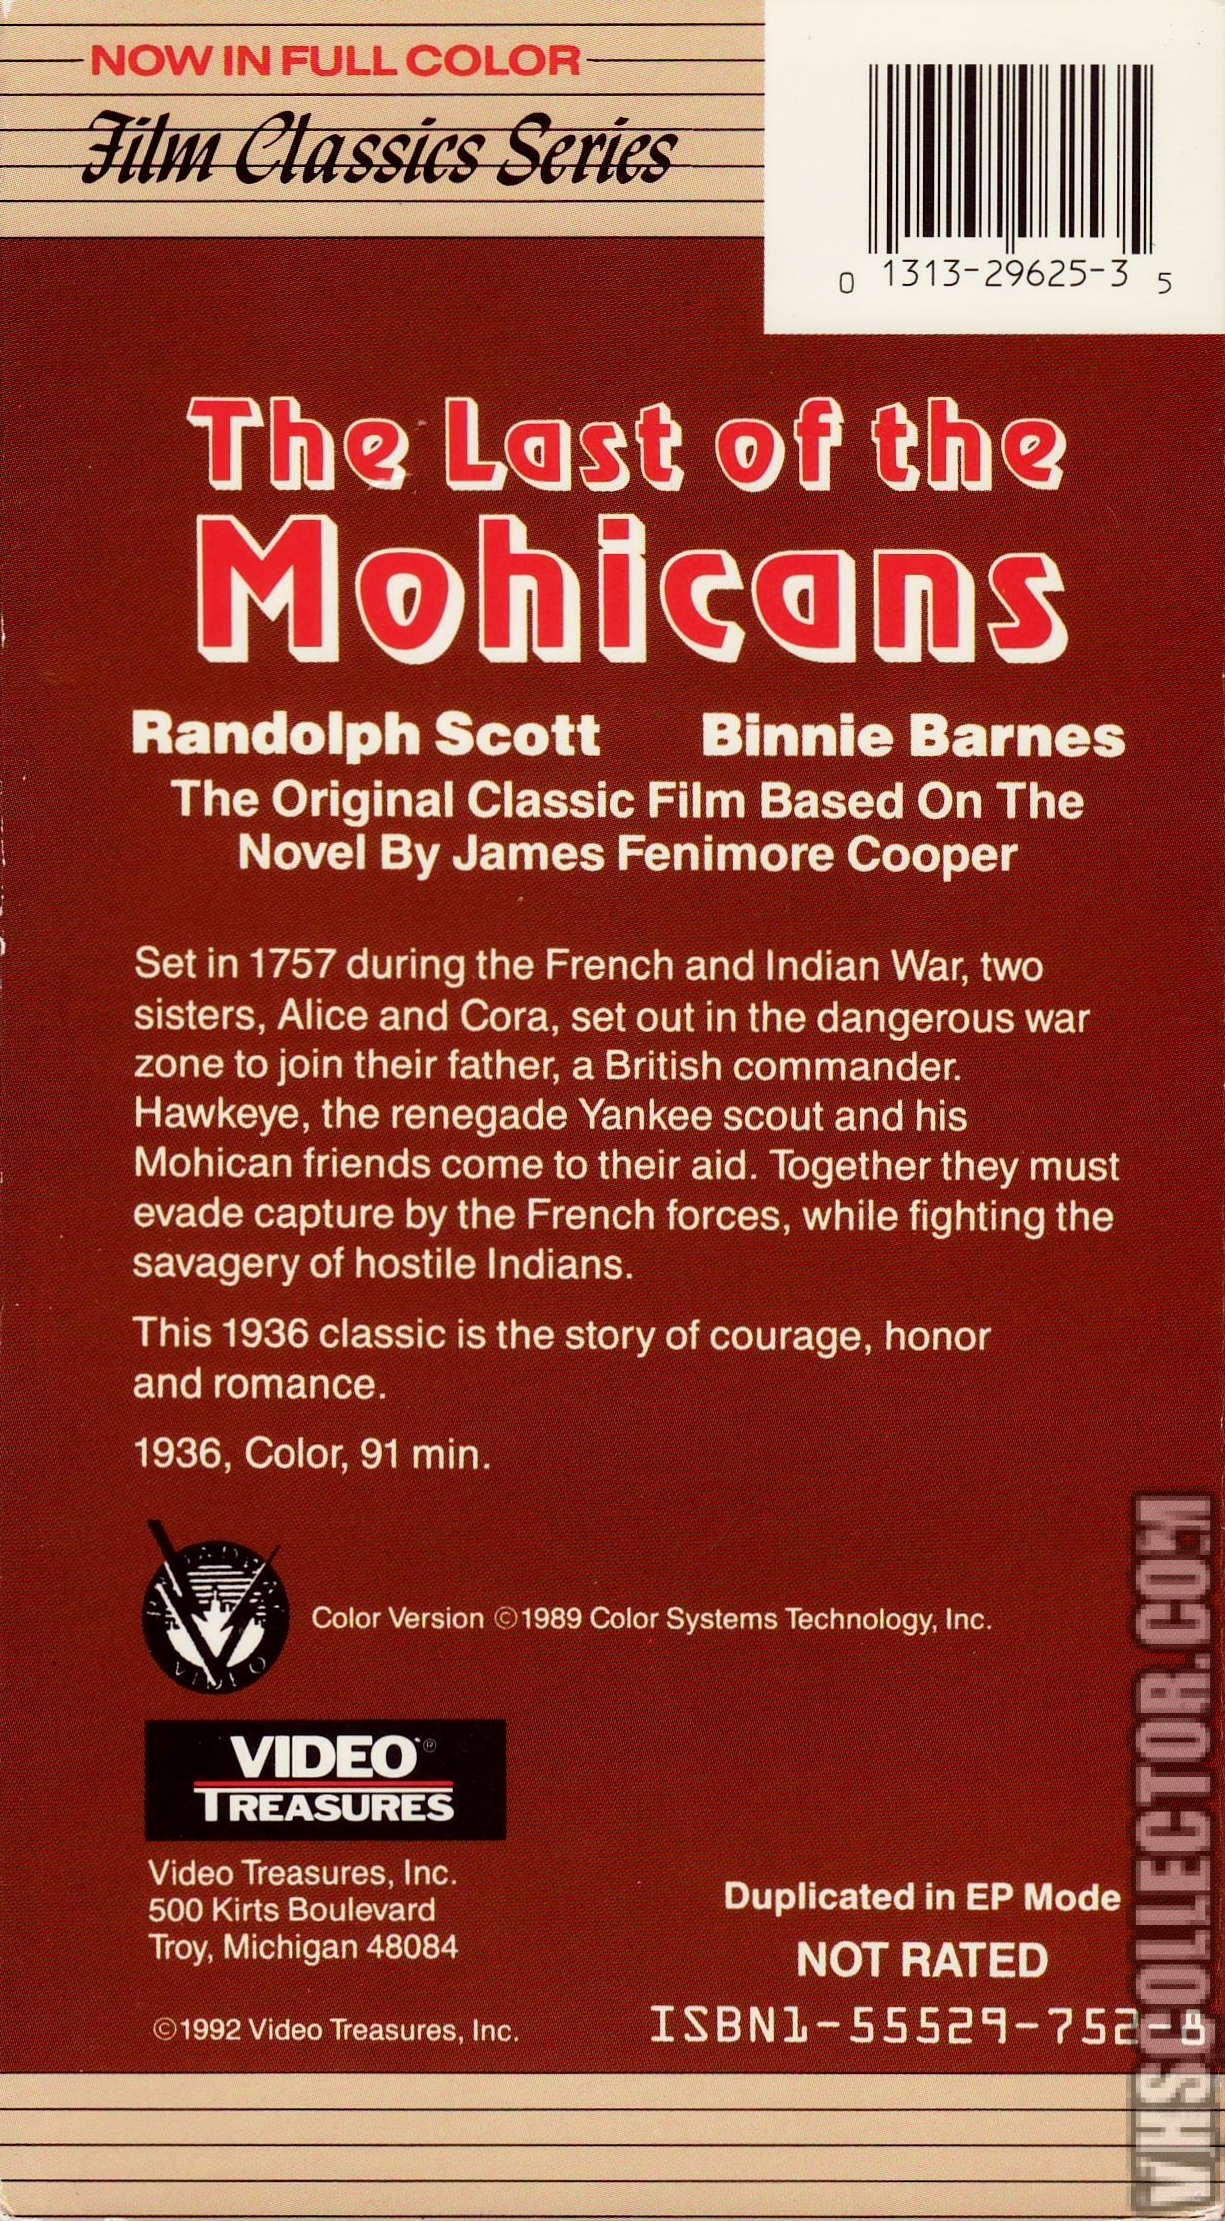 NOW IN FULL COLOR
Film Classics Series
0 1313-29625-3 5
The Last of the
Mohicans
Randolph Scott Binnie Barnes
The Original Classic Film Based On The
Novel By James Fenimore Cooper
Set in 1757 during the French and Indian War, two
sisters, Alice and Cora, set out in the dangerous war
zone to join their father, a British commander.
Hawkeye, the renegade Yankee scout and his
Mohican friends come to their aid. Together they must
evade capture by the French forces, while fighting the
savagery of hostile Indians.
This 1936 classic is the story of courage, honor
and romance.
1936, Color, 91 min.
VIDEO
Color Version ©1989 Color Systems Technology, Inc.
VIDEO®
TREASURES
Video Treasures, Inc.
500 Kirts Boulevard
Troy, Michigan 48084
©1992 Video Treasures, Inc.
Duplicated in EP Mode
NOT RATED
ISBN1-55529-752-8
VHSCOLLECTOR.COM